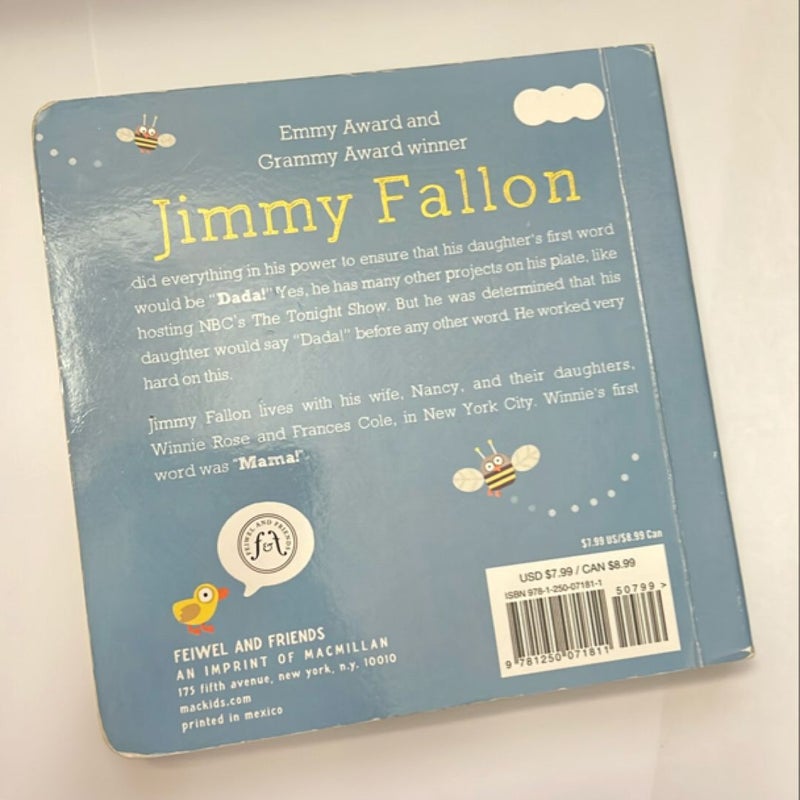 Emmy Award and
Grammy Award winner
Jimmy Fallon
did everything in his power to ensure that his daughter's first word
would be "Dada!" Yes, he has many other projects on his plate, like
hosting NBC's The Tonight Show. But he was determined that his
daughter would say "Dada!" before any other word. He worked very
hard on this.
Jimmy Fallon lives with his wife, Nancy, and their daughters,
Winnie Rose and Frances Cole, in New York City. Winnie's first
word was "Mama!"
FEIWEL AND FRIENDS
f&f
FEIWEL AND FRIENDS
AN IMPRINT OF MACMILLAN
175 fifth avenue, new york, n.y. 10010
mackids.com
printed in mexico
$7.99 US/$8.99 Can
USD $7.99 / CAN $8.99
ISBN 978-1-250-07181-1
50799 >
9 781250 071811